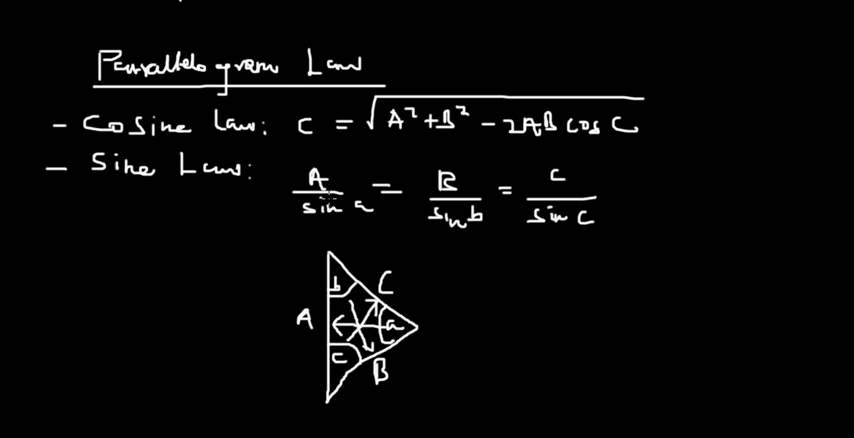 Parallelogram Law
- Cosine Law: C = √A² + B² - 2AB cos C
- Sine Law:
A/sin a = B/sin b = C/sin C
b
C
A
a
c
B